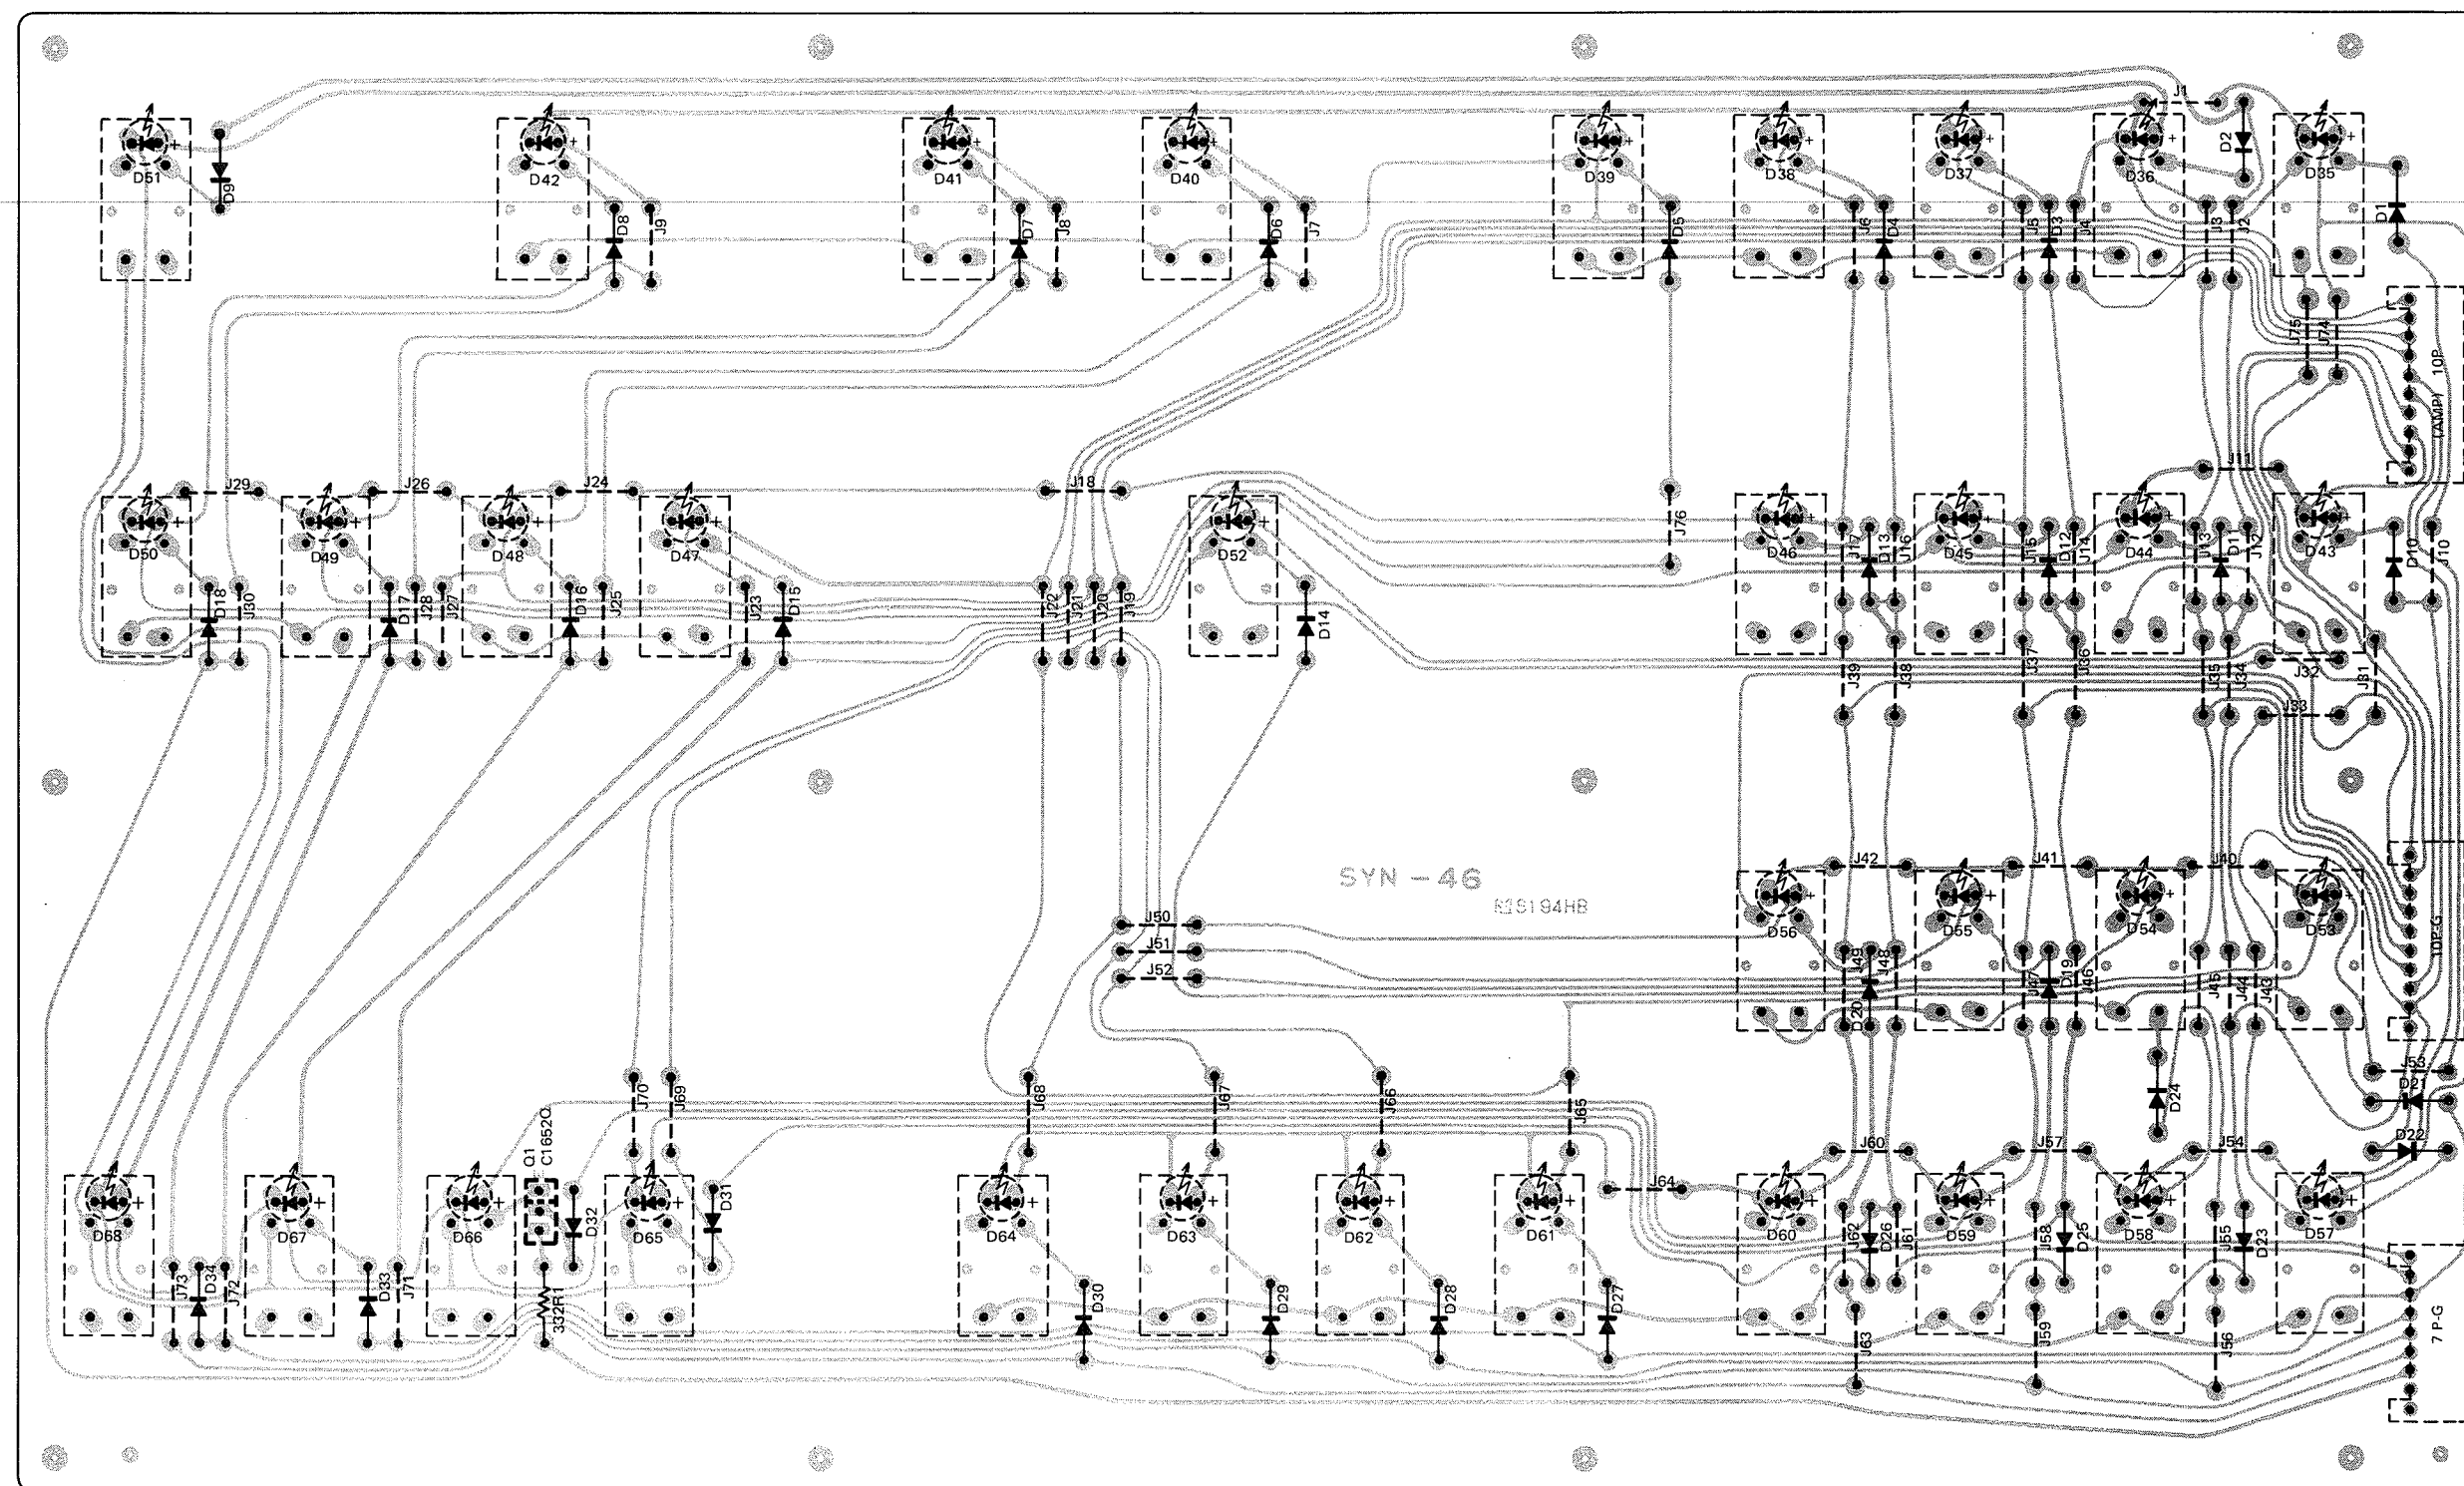 J1
D51 + D9
D42 + D8 J9
D41 + D7 J8
D40 + D6 J7
D39 + D5
D38 + J6 D4
D37 + J5 D3 J4
D36 + D2 J3 J2
D35 + D1
J75 J74
(AMP) 10P
J29 J26 J24 J18 J11
D50 + D18 J30
D49 + D17 J28 J27
D48 + D16 J25
D47 + J23 D15
J22 J21 J20 J19
D52 + D14
J76
D46 + J17 D13 J16
D45 + J15 D12 J14
D44 + J13 D11 J12
D43 + D10 J10
J39 J38 J37 J36 J35 J34 J32 J31
J33
SYN-46
S194HB
J42 J41 J40
J50
J51
J52
D56 + J49 J48 D20
D55 + J47 D19 J46
D54 + J45 J44 J43
D53 +
10P-G
J53
D21
D24
D22
J70 J69 J68 J67 J66 J65
Q1 C1652Q
J60 J57 J54
J64
D68 + J73 D34 J72
D67 + D33 J71
D66 + D32
332R1
D65 + D31
D64 + D30
D63 + D29
D62 + D28
D61 + D27
D60 + J62 D26 J61
D59 + J58 D25
D58 + J55 D23
D57 +
J63 J59 J56
7 P-G